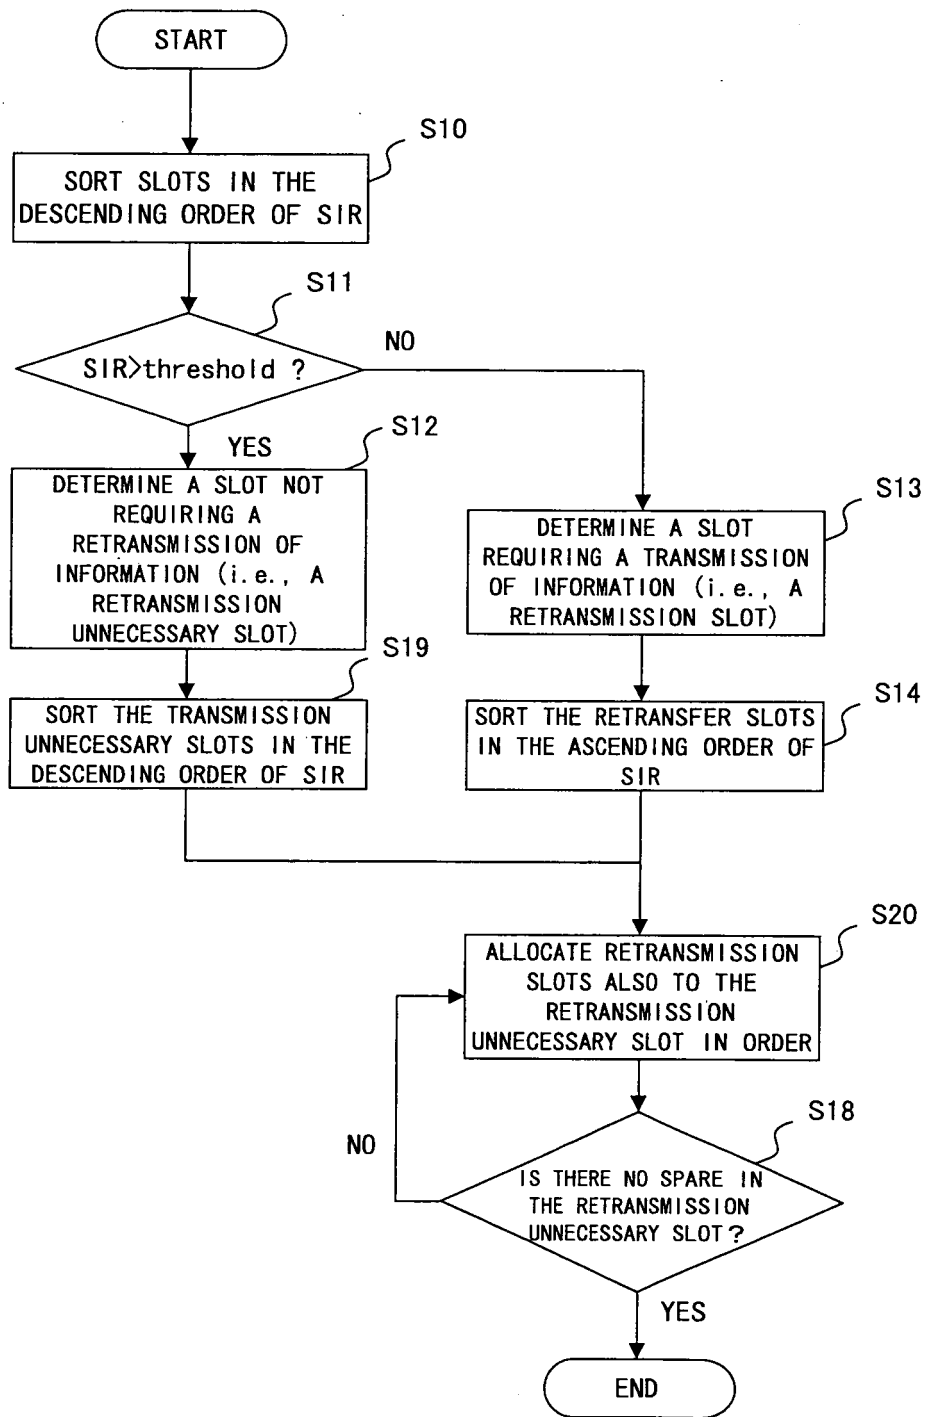 START
S10
SORT SLOTS IN THE
DESCENDING ORDER OF SIR
S11
SIR>threshold ?
NO
YES
S12
DETERMINE A SLOT NOT
REQUIRING A
RETRANSMISSION OF
INFORMATION (i.e., A
RETRANSMISSION
UNNECESSARY SLOT)
S13
DETERMINE A SLOT
REQUIRING A TRANSMISSION
OF INFORMATION (i.e., A
RETRANSMISSION SLOT)
S19
SORT THE TRANSMISSION
UNNECESSARY SLOTS IN THE
DESCENDING ORDER OF SIR
S14
SORT THE RETRANSFER SLOTS
IN THE ASCENDING ORDER OF
SIR
S20
ALLOCATE RETRANSMISSION
SLOTS ALSO TO THE
RETRANSMISSION
UNNECESSARY SLOT IN ORDER
S18
NO
IS THERE NO SPARE IN
THE RETRANSMISSION
UNNECESSARY SLOT?
YES
END